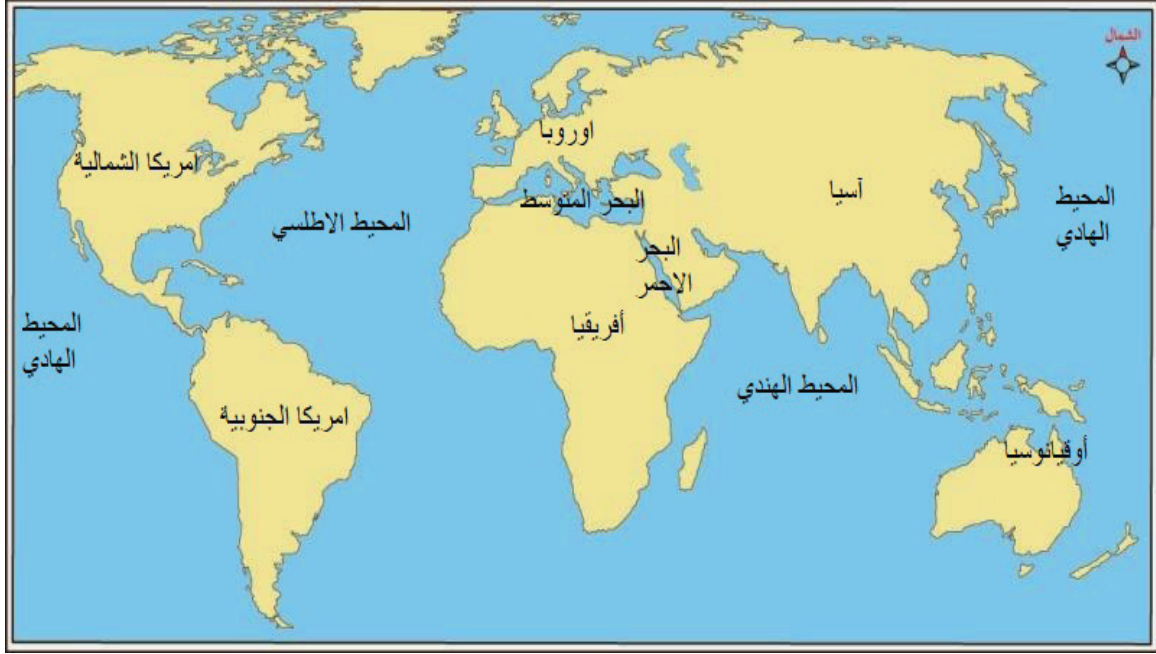 الشمال
اوروبا
امريكا الشمالية
آسيا
البحر المتوسط
المحيط
الهادي
المحيط الاطلسي
البحر
الاحمر
أفريقيا
المحيط
الهادي
المحيط الهندي
امريكا الجنوبية
أوقيانوسيا